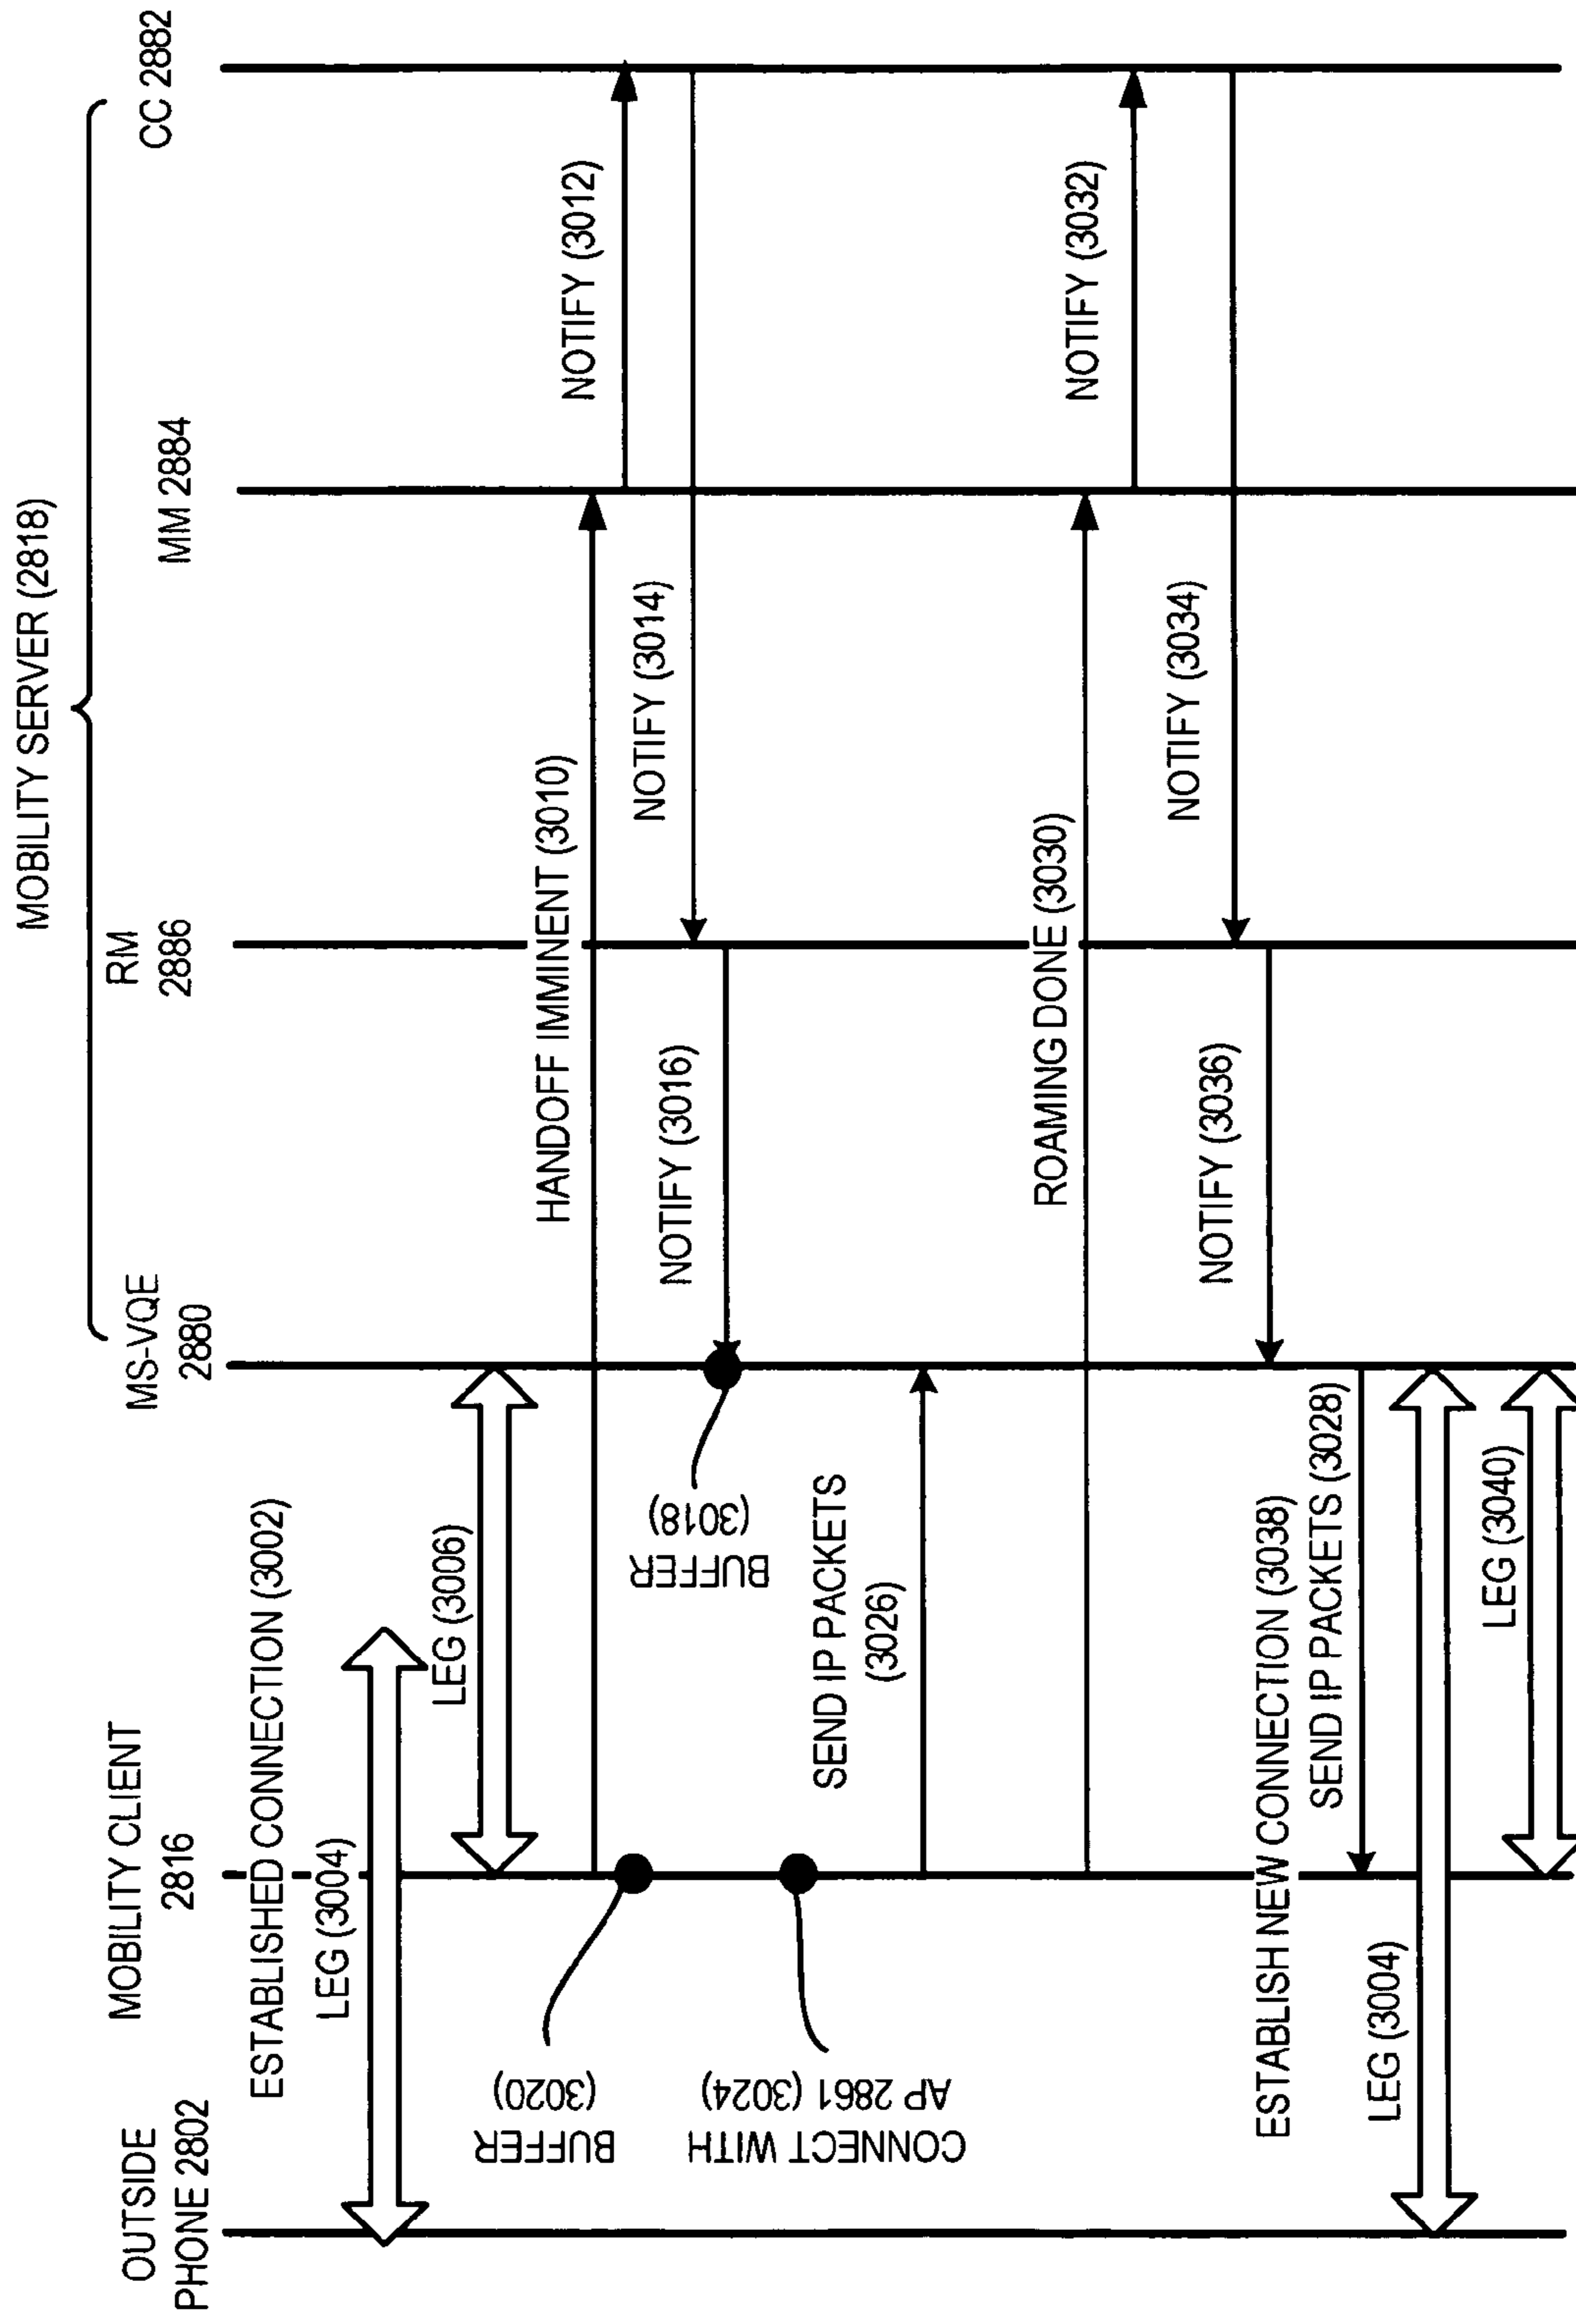 MOBILITY SERVER (2818)
OUTSIDE
PHONE 2802
MOBILITY CLIENT
2816
MS-VQE
2880
RM
2886
MM 2884
CC 2882
ESTABLISHED CONNECTION (3002)
LEG (3004)
LEG (3006)
HANDOFF IMMINENT (3010)
NOTIFY (3012)
NOTIFY (3014)
NOTIFY (3016)
BUFFER
(3018)
BUFFER
(3020)
CONNECT WITH
AP 2861 (3024)
SEND IP PACKETS
(3026)
ROAMING DONE (3030)
NOTIFY (3032)
NOTIFY (3034)
NOTIFY (3036)
ESTABLISH NEW CONNECTION (3038)
SEND IP PACKETS (3028)
LEG (3004)
LEG (3040)